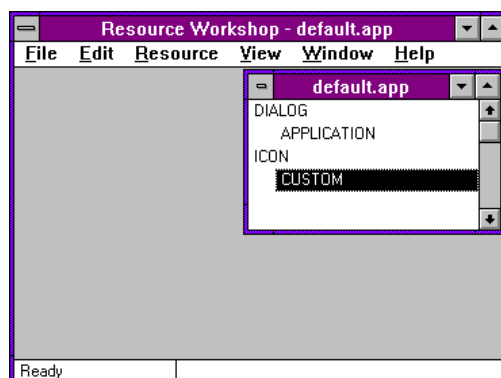 Resource Workshop - default.app
File Edit Resource View Window Help
default.app
DIALOG
APPLICATION
ICON
CUSTOM
Ready